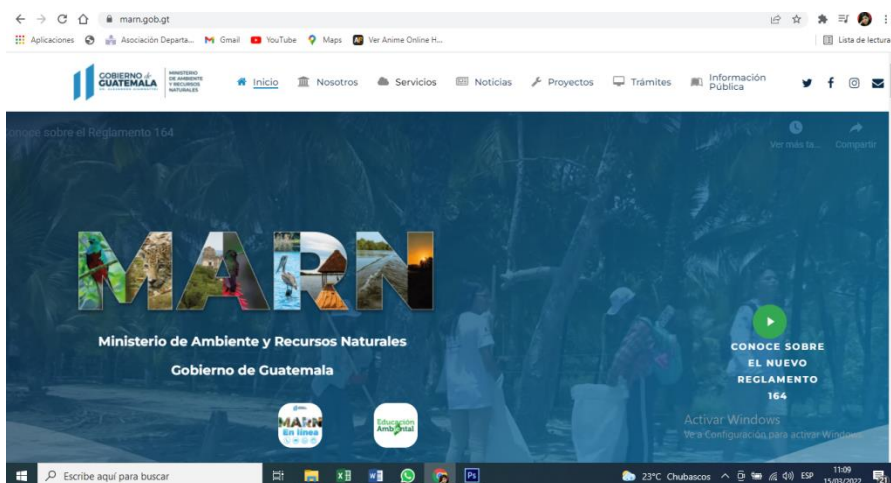 marn.gob.gt
Aplicaciones Asociación Departa... Gmail YouTube Maps Ver Anime Online H... Lista de lectura
GOBIERNO de GUATEMALA
MINISTERIO DE AMBIENTE Y RECURSOS NATURALES
Inicio Nosotros Servicios Noticias Proyectos Trámites Información Pública
Conoce sobre el Reglamento 164
Ver más ta... Compartir
MARN
Ministerio de Ambiente y Recursos Naturales
Gobierno de Guatemala
CONOCE SOBRE
EL NUEVO
REGLAMENTO
164
MARN
En línea
Educación
Ambiental
Activar Windows
Ve a Configuración para activar Windows.
Escribe aquí para buscar
23°C Chubascos ESP 11:09
15/03/2022